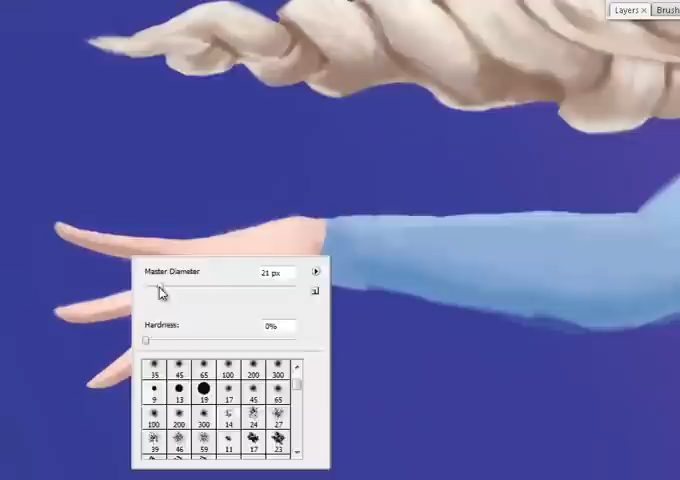 Layers × Brush
Master Diameter 21 px
Hardness: 0%
35 45 65 100 200 300
9 13 19 17 45 65
100 200 300 14 24 27
39 46 59 11 17 23